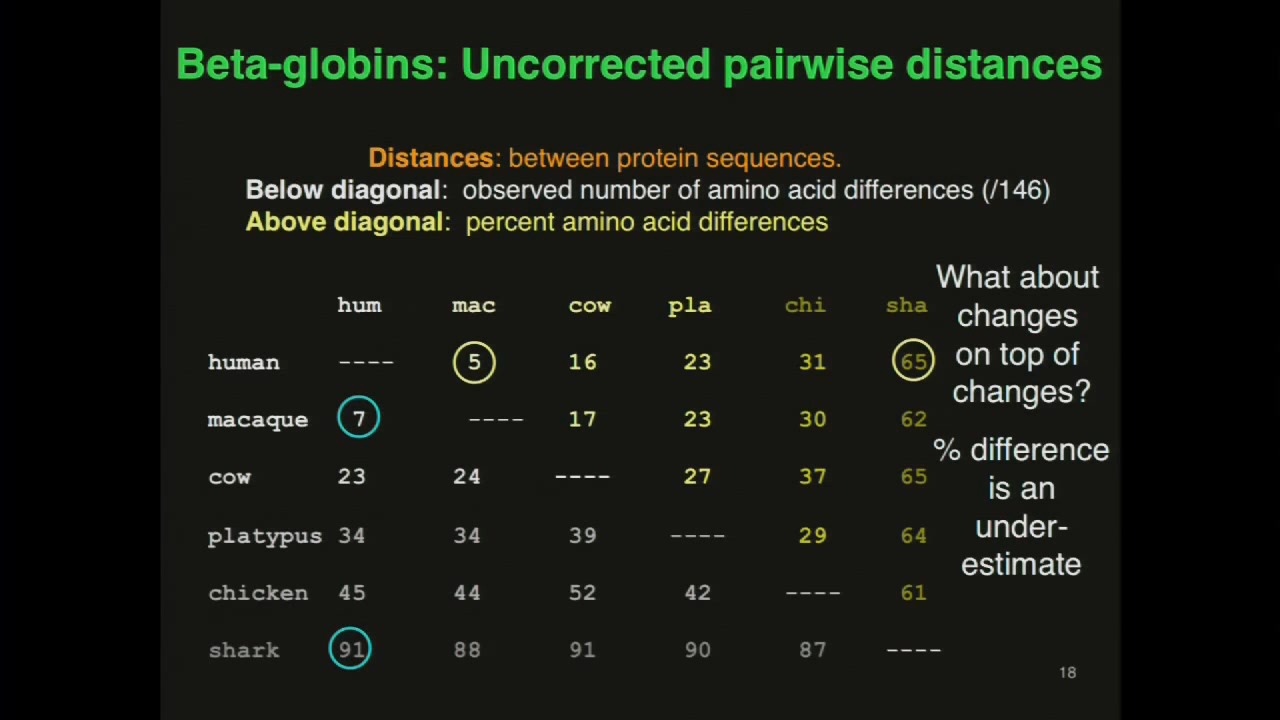 Beta-globins: Uncorrected pairwise distances
Distances: between protein sequences.
Below diagonal: observed number of amino acid differences (/146)
Above diagonal: percent amino acid differences
hum mac cow pla chi sha
human ---- 5 16 23 31 65
macaque 7 ---- 17 23 30 62
cow 23 24 ---- 27 37 65
platypus 34 34 39 ---- 29 64
chicken 45 44 52 42 ---- 61
shark 91 88 91 90 87 ----
What about
changes
on top of
changes?
% difference
is an
under-
estimate
18